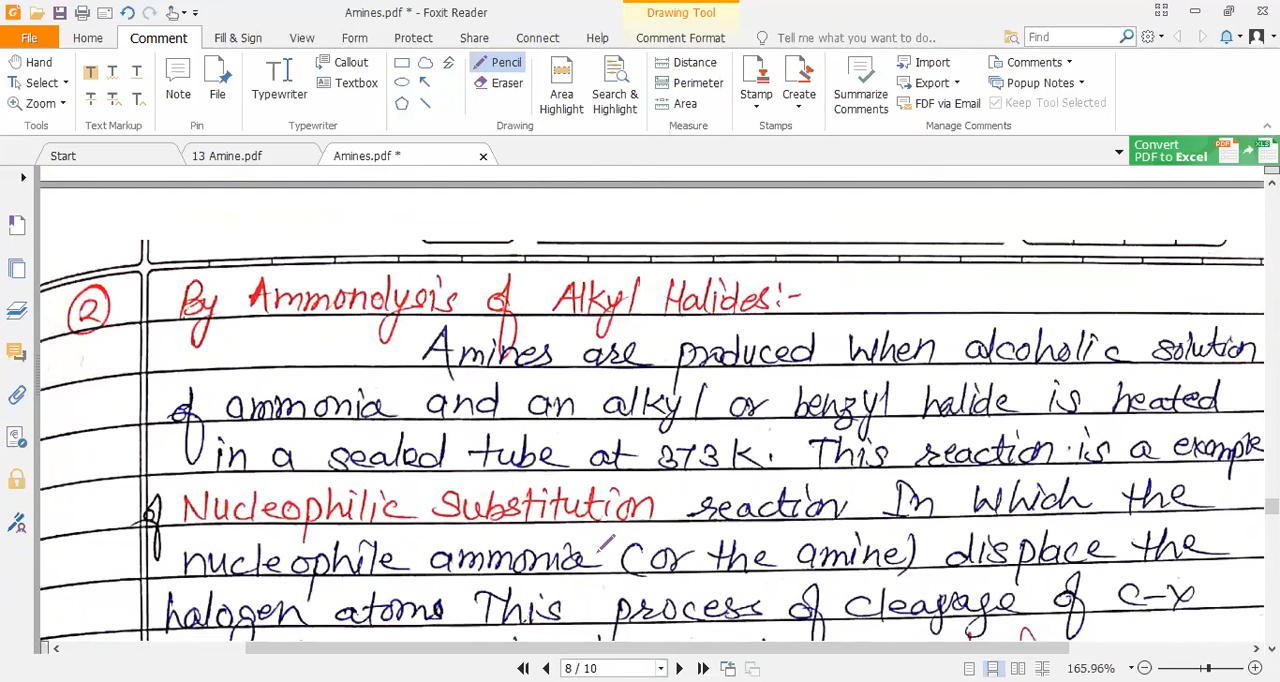 Amines.pdf * - Foxit Reader
Drawing Tool
File Home Comment Fill & Sign View Form Protect Share Connect Help Comment Format Tell me what you want to do.. Find
Hand
Select
Zoom
Tools
Text Markup
Note
File
Pin
Typewriter
Callout
Textbox
Typewriter
Pencil
Eraser
Area Highlight
Search & Highlight
Drawing
Distance
Perimeter
Area
Measure
Stamp
Create
Stamps
Summarize Comments
Import
Export
FDF via Email
Comments
Popup Notes
Keep Tool Selected
Manage Comments
Start 13 Amine.pdf Amines.pdf *
Convert PDF to Excel
② By Ammonolysis of Alkyl Halides:-
Amines are produced when alcoholic solution
of ammonia and an alkyl or benzyl halide is heated
in a sealed tube at 373K. This reaction is a example
of Nucleophilic Substitution reaction In which the
nucleophile ammonia (or the amine) displace the
halogen atoms This process of cleagage of C-X
8 / 10
165.96%